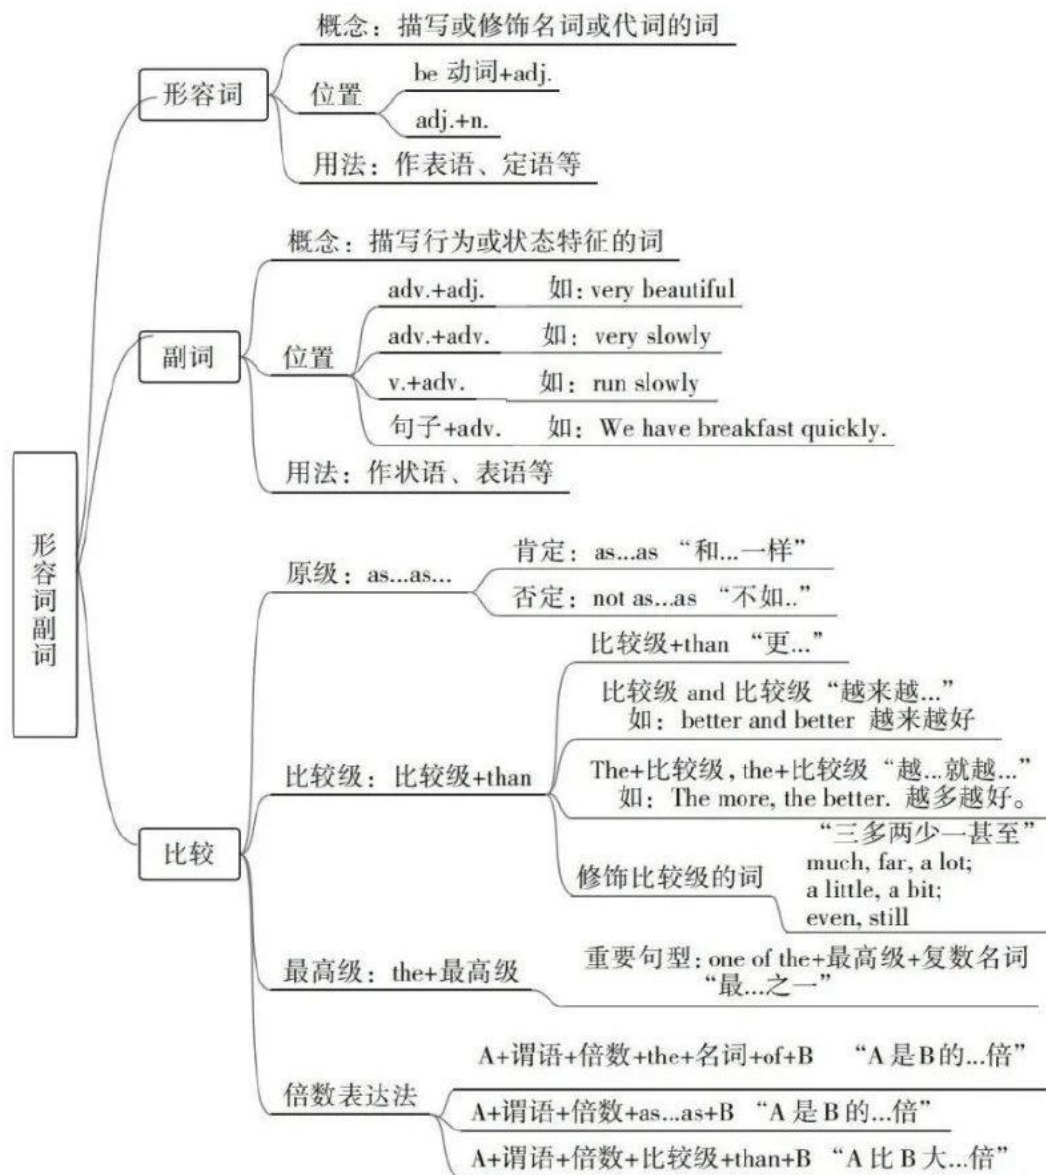 形容词副词
形容词
概念：描写或修饰名词或代词的词
位置
be 动词+adj.
adj.+n.
用法：作表语、定语等
副词
概念：描写行为或状态特征的词
位置
adv.+adj. 如: very beautiful
adv.+adv. 如：very slowly
v.+adv. 如：run slowly
句子+adv. 如：We have breakfast quickly.
用法：作状语、表语等
比较
原级：as...as...
肯定：as...as “和...一样”
否定：not as...as “不如..”
比较级：比较级+than
比较级+than “更...”
比较级 and 比较级 “越来越...”
如：better and better 越来越好
The+比较级, the+比较级 “越...就越...”
如：The more, the better. 越多越好。
修饰比较级的词
“三多两少一甚至”
much, far, a lot;
a little, a bit;
even, still
最高级：the+最高级
重要句型: one of the+最高级+复数名词
“最...之一”
倍数表达法
A+谓语+倍数+the+名词+of+B “A 是B的...倍”
A+谓语+倍数+as...as+B “A 是 B 的...倍”
A+谓语+倍数+比较级+than+B “A 比 B 大...倍”